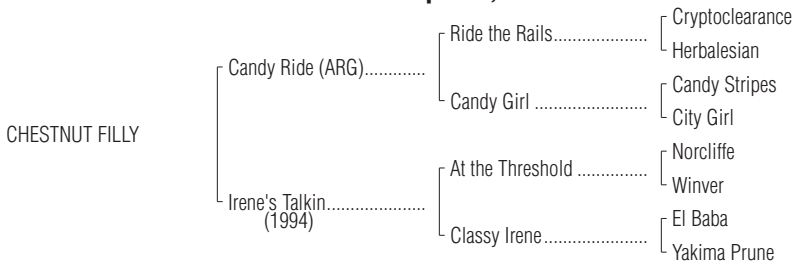 Cryptoclearance
Ride the Rails....................
Herbalesian
Candy Ride (ARG).............
Candy Stripes
Candy Girl ........................
City Girl
CHESTNUT FILLY
Norcliffe
At the Threshold ...............
Winver
Irene's Talkin.....................
(1994)
El Baba
Classy Irene......................
Yakima Prune